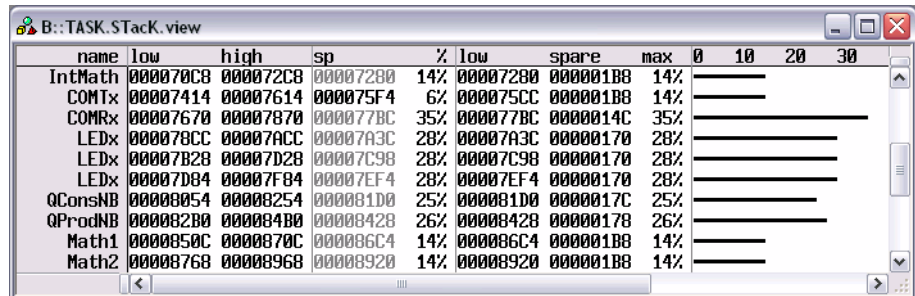 B::TASK.STacK.view
name low high sp % low spare max 0 10 20 30
IntMath 000070C8 000072C8 00007280 14% 00007280 000001B8 14%
COMTx 00007414 00007614 000075F4 6% 000075CC 000001B8 14%
COMRx 00007670 00007870 000077BC 35% 000077BC 0000014C 35%
LEDx 000078CC 00007ACC 00007A3C 28% 00007A3C 00000170 28%
LEDx 00007B28 00007D28 00007C98 28% 00007C98 00000170 28%
LEDx 00007D84 00007F84 00007EF4 28% 00007EF4 00000170 28%
QConsNB 00008054 00008254 000081D0 25% 000081D0 0000017C 25%
QProdNB 000082B0 000084B0 00008428 26% 00008428 00000178 26%
Math1 0000850C 0000870C 000086C4 14% 000086C4 000001B8 14%
Math2 00008768 00008968 00008920 14% 00008920 000001B8 14%